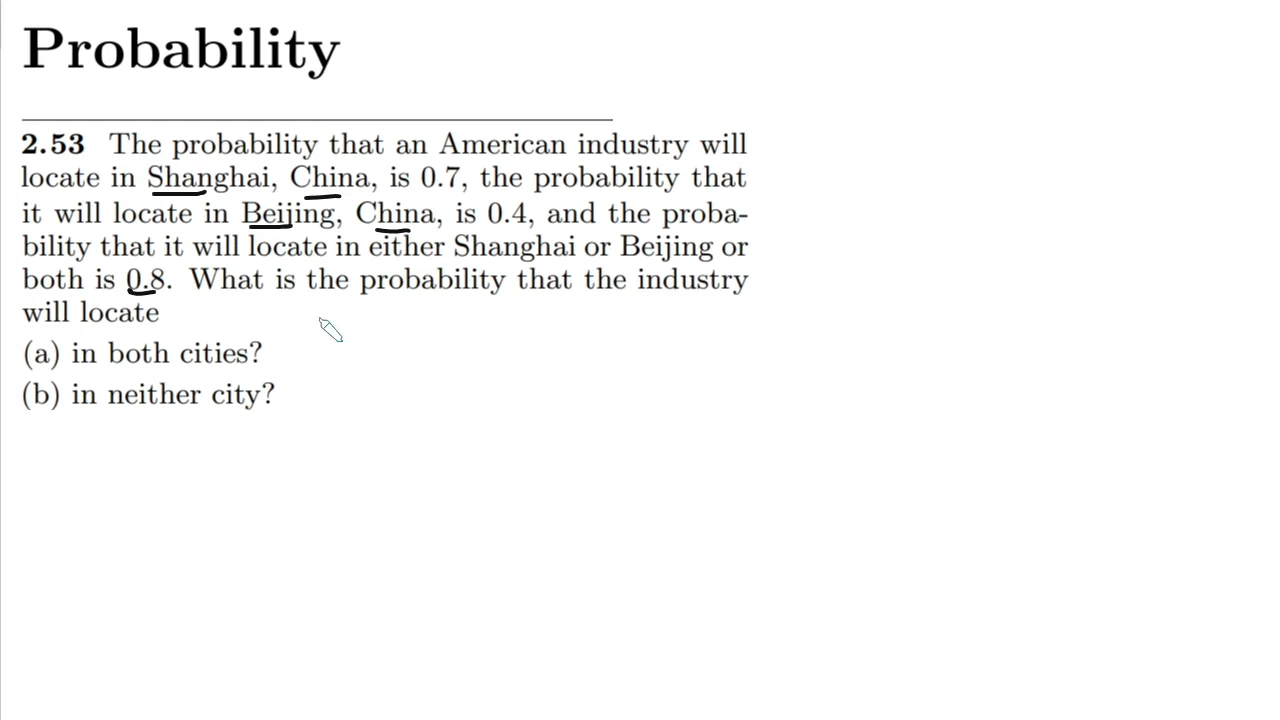 Probability
2.53 The probability that an American industry will
locate in Shanghai, China, is 0.7, the probability that
it will locate in Beijing, China, is 0.4, and the proba-
bility that it will locate in either Shanghai or Beijing or
both is 0.8. What is the probability that the industry
will locate
(a) in both cities?
(b) in neither city?